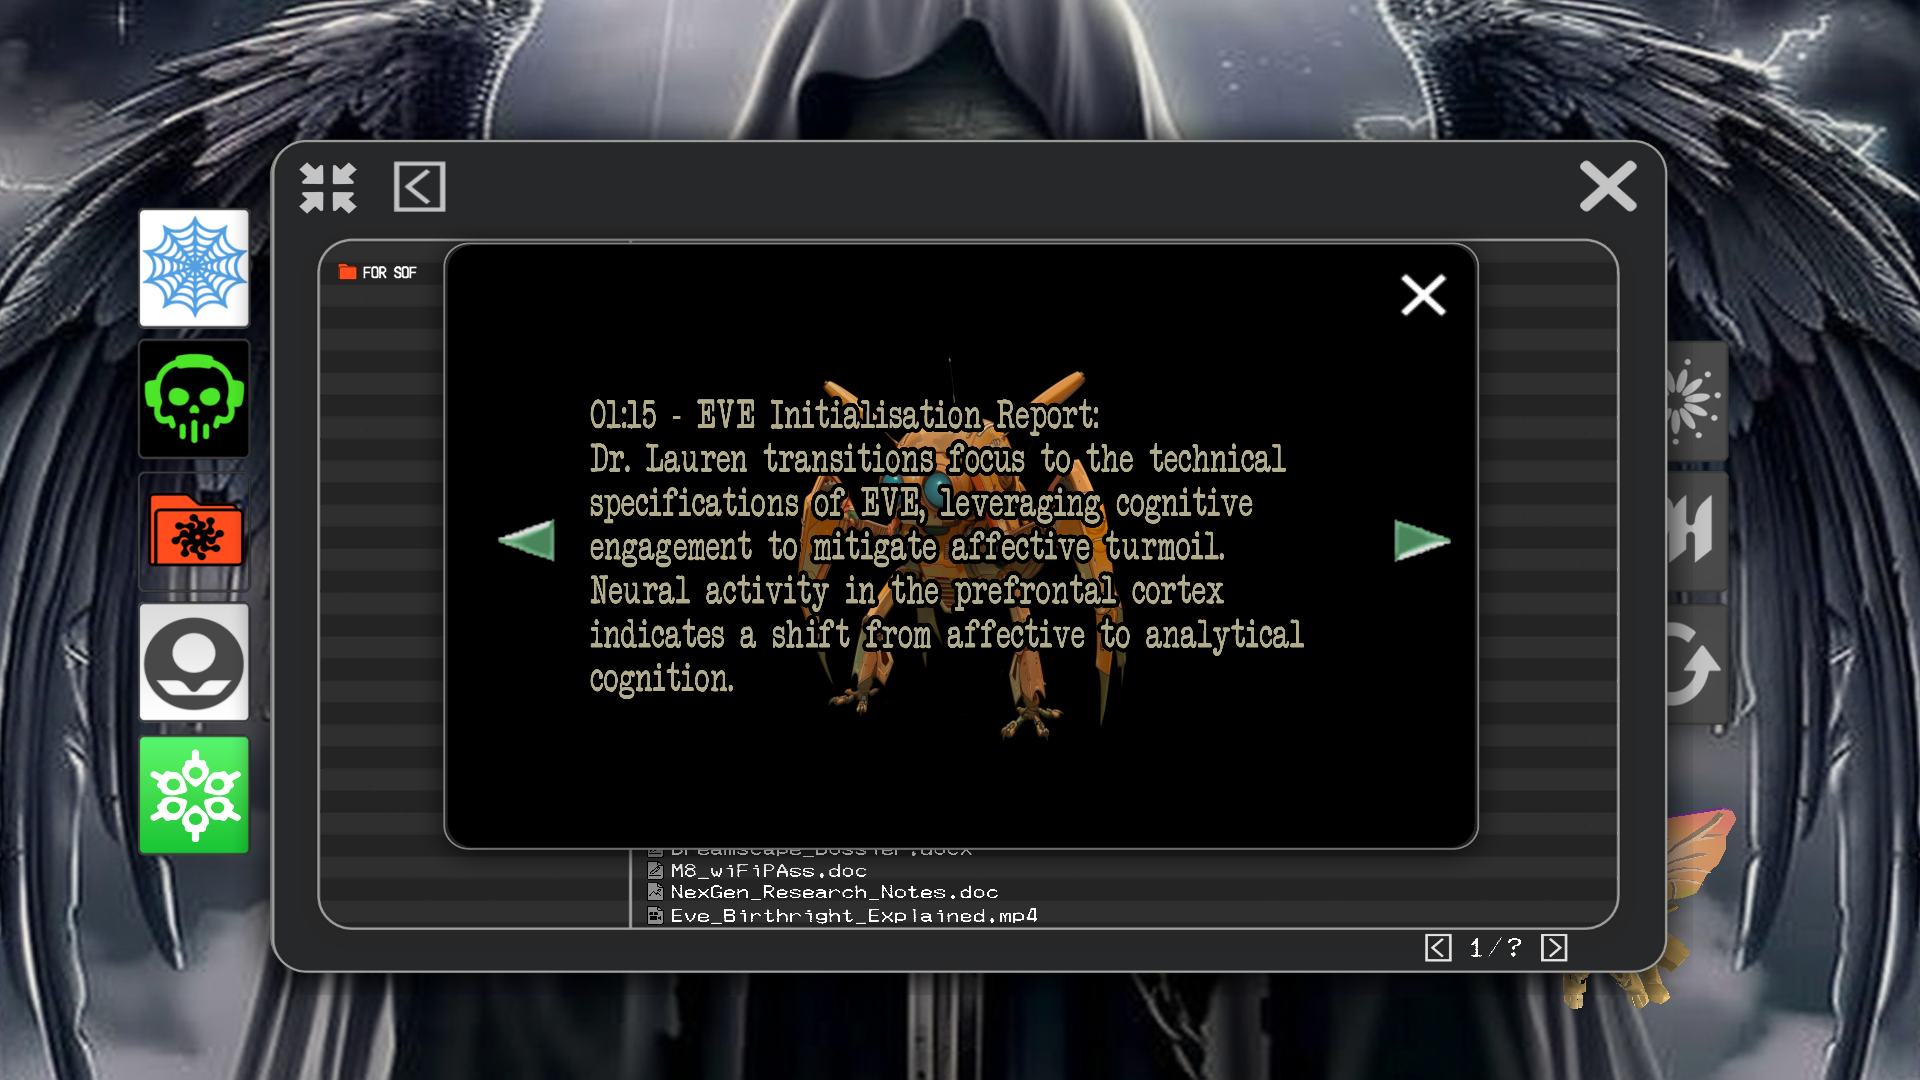 FOR SOF
01:15 - EVE Initialisation Report:
Dr. Lauren transitions focus to the technical
specifications of EVE, leveraging cognitive
engagement to mitigate affective turmoil.
Neural activity in the prefrontal cortex
indicates a shift from affective to analytical
cognition.
Dreamscape_Dossier.docx
M8_wiFiPAss.doc
NexGen_Research_Notes.doc
Eve_Birthright_Explained.mp4
1/?